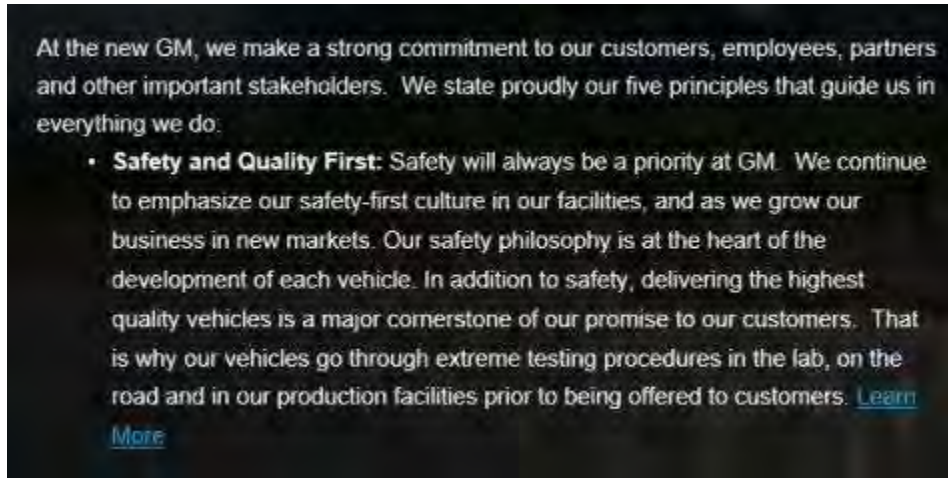 At the new GM, we make a strong commitment to our customers, employees, partners
and other important stakeholders.  We state proudly our five principles that guide us in
everything we do:
• Safety and Quality First: Safety will always be a priority at GM.  We continue
to emphasize our safety-first culture in our facilities, and as we grow our
business in new markets. Our safety philosophy is at the heart of the
development of each vehicle. In addition to safety, delivering the highest
quality vehicles is a major cornerstone of our promise to our customers.  That
is why our vehicles go through extreme testing procedures in the lab, on the
road and in our production facilities prior to being offered to customers. Learn
More